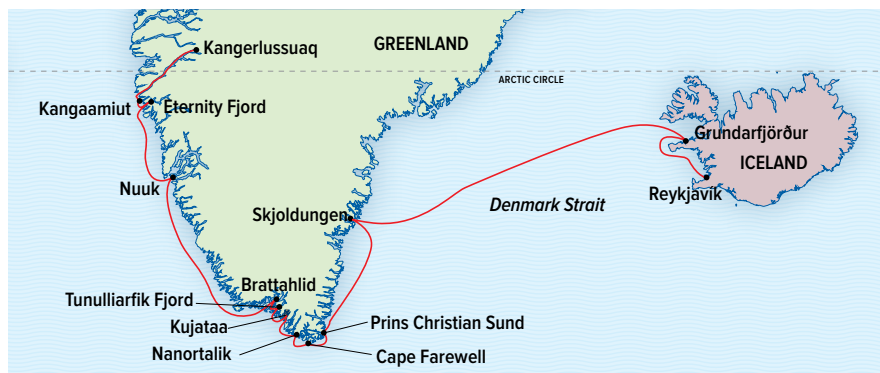 Kangerlussuaq
GREENLAND
ARCTIC CIRCLE
Kangaamiut
Eternity Fjord
Grundarfjörður
ICELAND
Nuuk
Reykjavík
Denmark Strait
Skjoldungen
Brattahlid
Tunulliarfik Fjord
Kujataa
Prins Christian Sund
Nanortalik
Cape Farewell